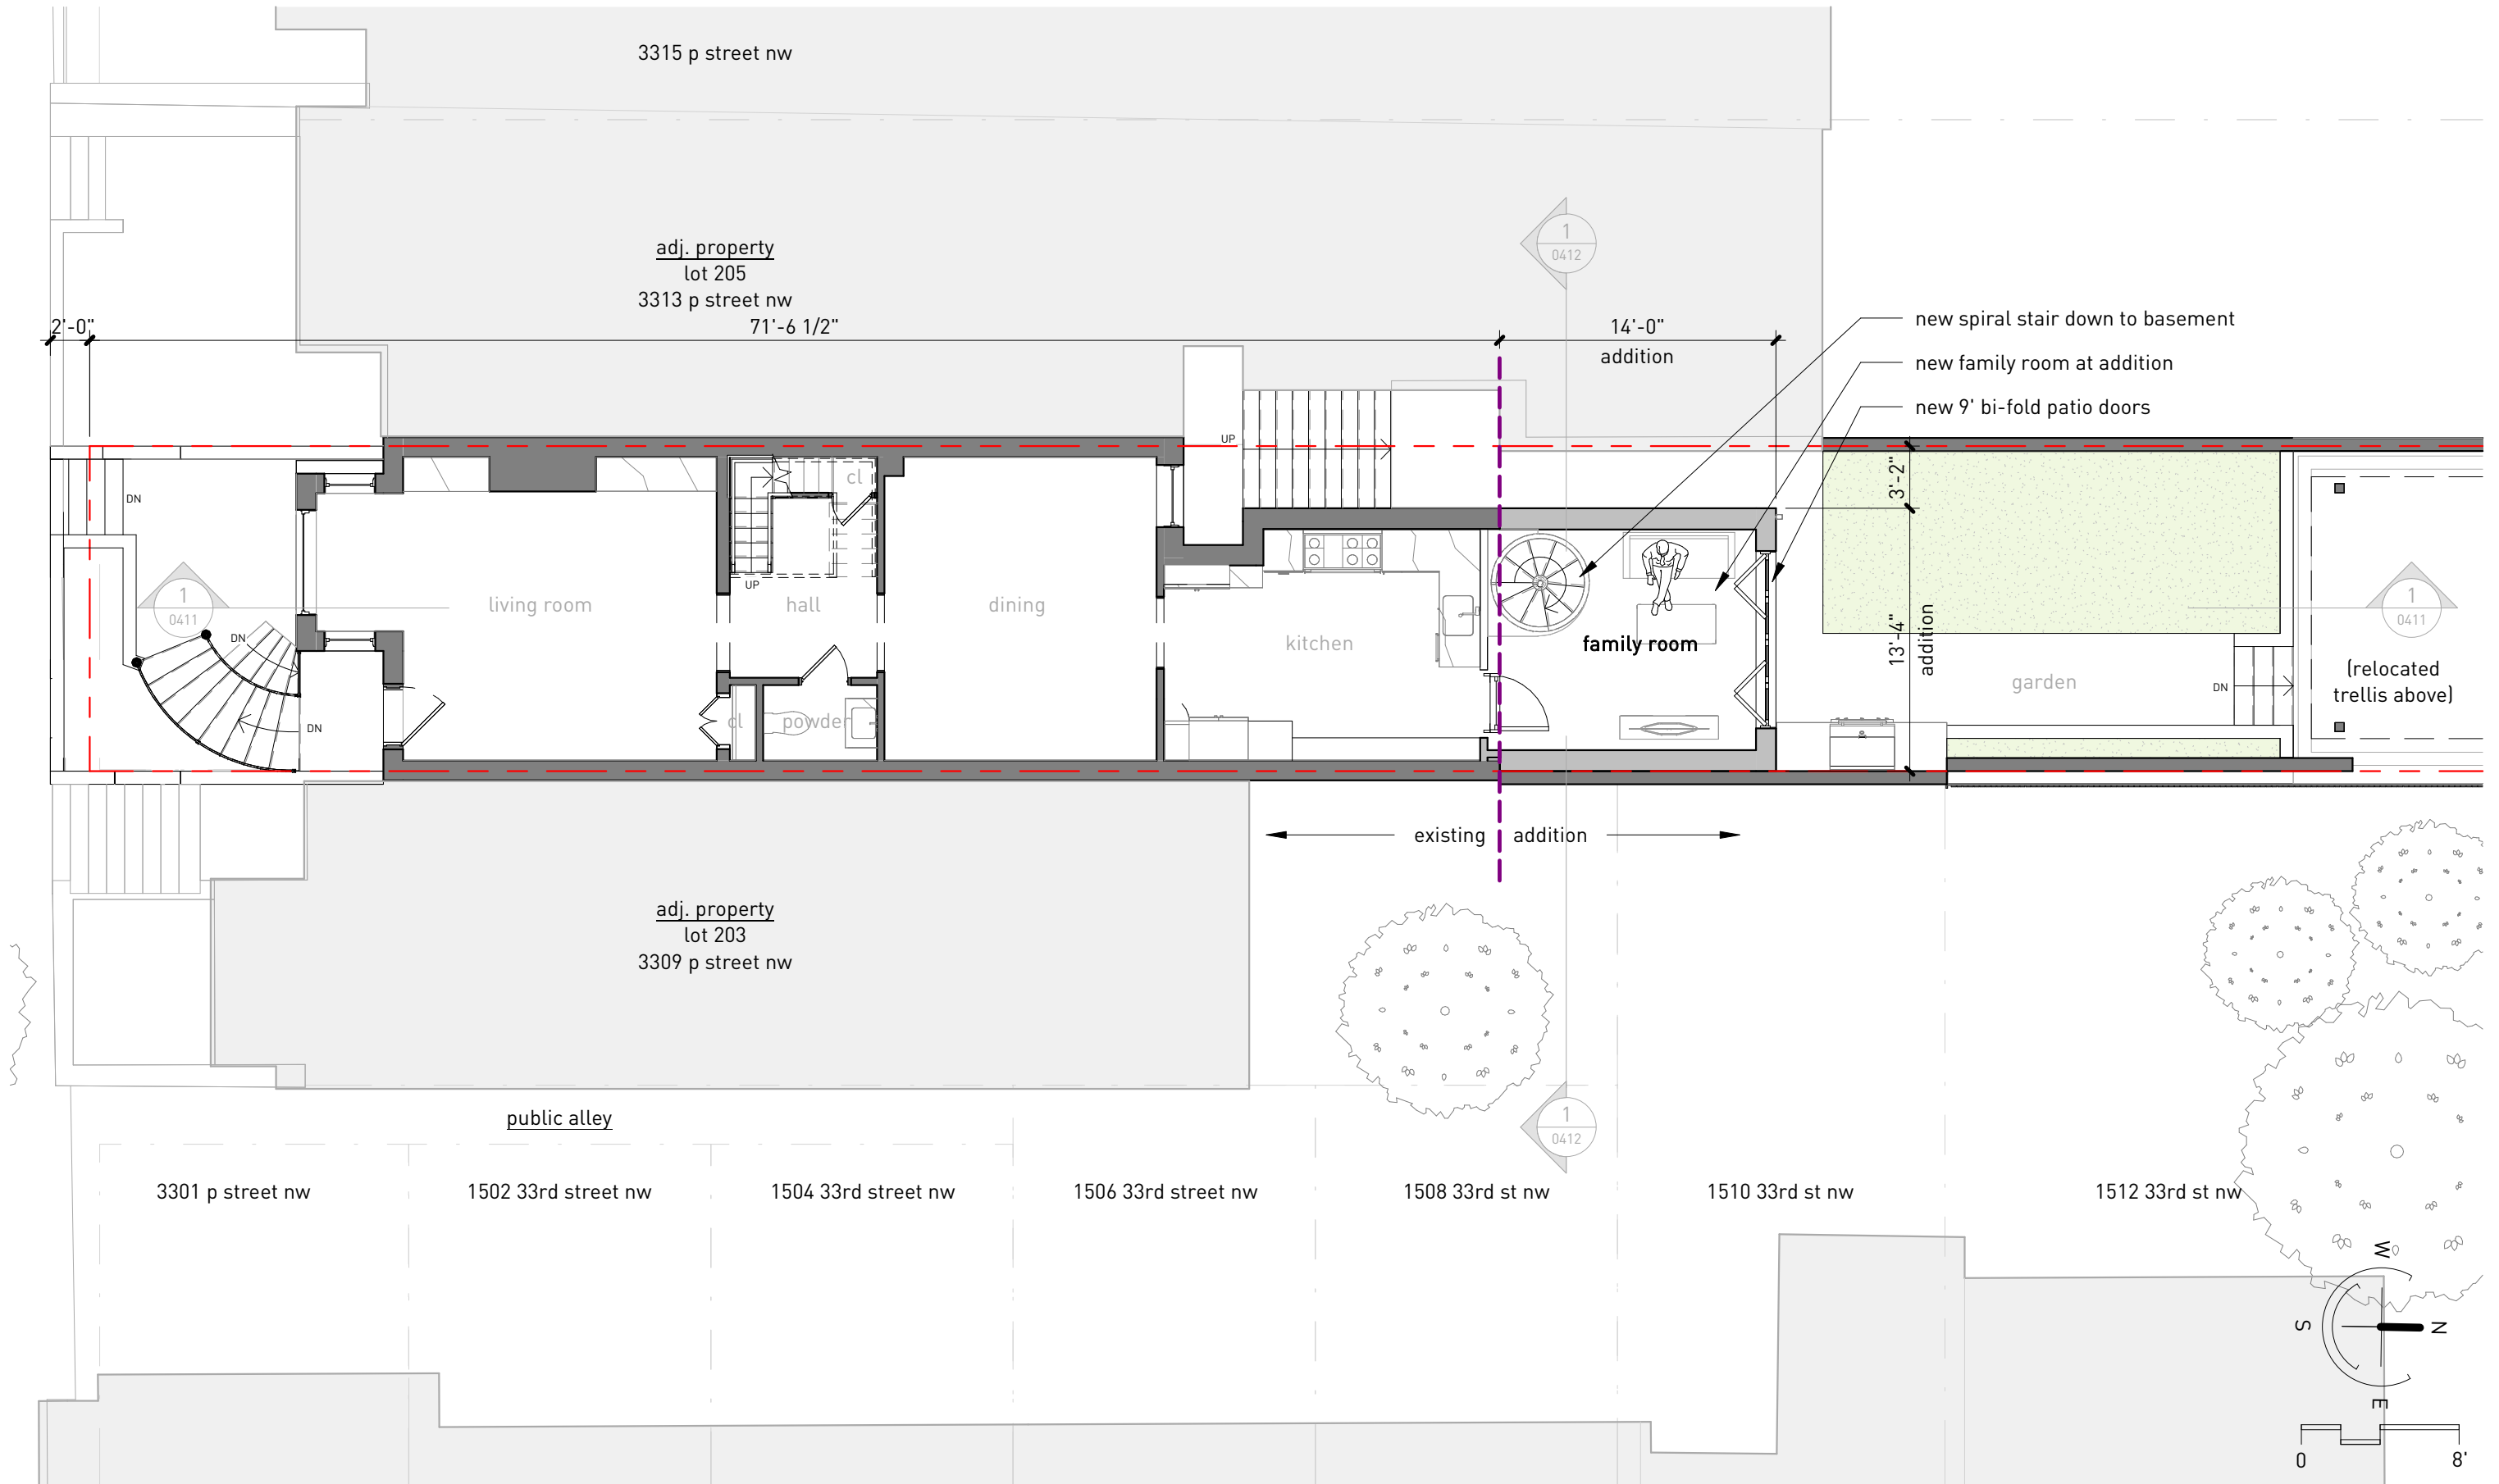 3315 p street nw
adj. property
lot 205
3313 p street nw
1
0412
2'-0"
71'-6 1/2"
14'-0"
addition
new spiral stair down to basement
new family room at addition
new 9' bi-fold patio doors
UP
DN
cl
3'-2"
UP
1
0411
living room
hall
dining
kitchen
family room
13'-4"
addition
1
0411
DN
DN
cl
powder
garden
DN
(relocated
trellis above)
existing
addition
adj. property
lot 203
3309 p street nw
public alley
1
0412
3301 p street nw
1502 33rd street nw
1504 33rd street nw
1506 33rd street nw
1508 33rd st nw
1510 33rd st nw
1512 33rd st nw
W
S
N
E
0
8'